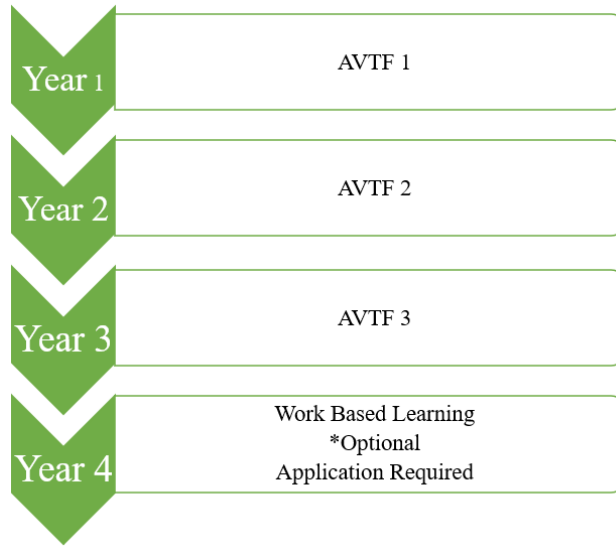 Year 1
AVTF 1
Year 2
AVTF 2
Year 3
AVTF 3
Year 4
Work Based Learning
*Optional
Application Required